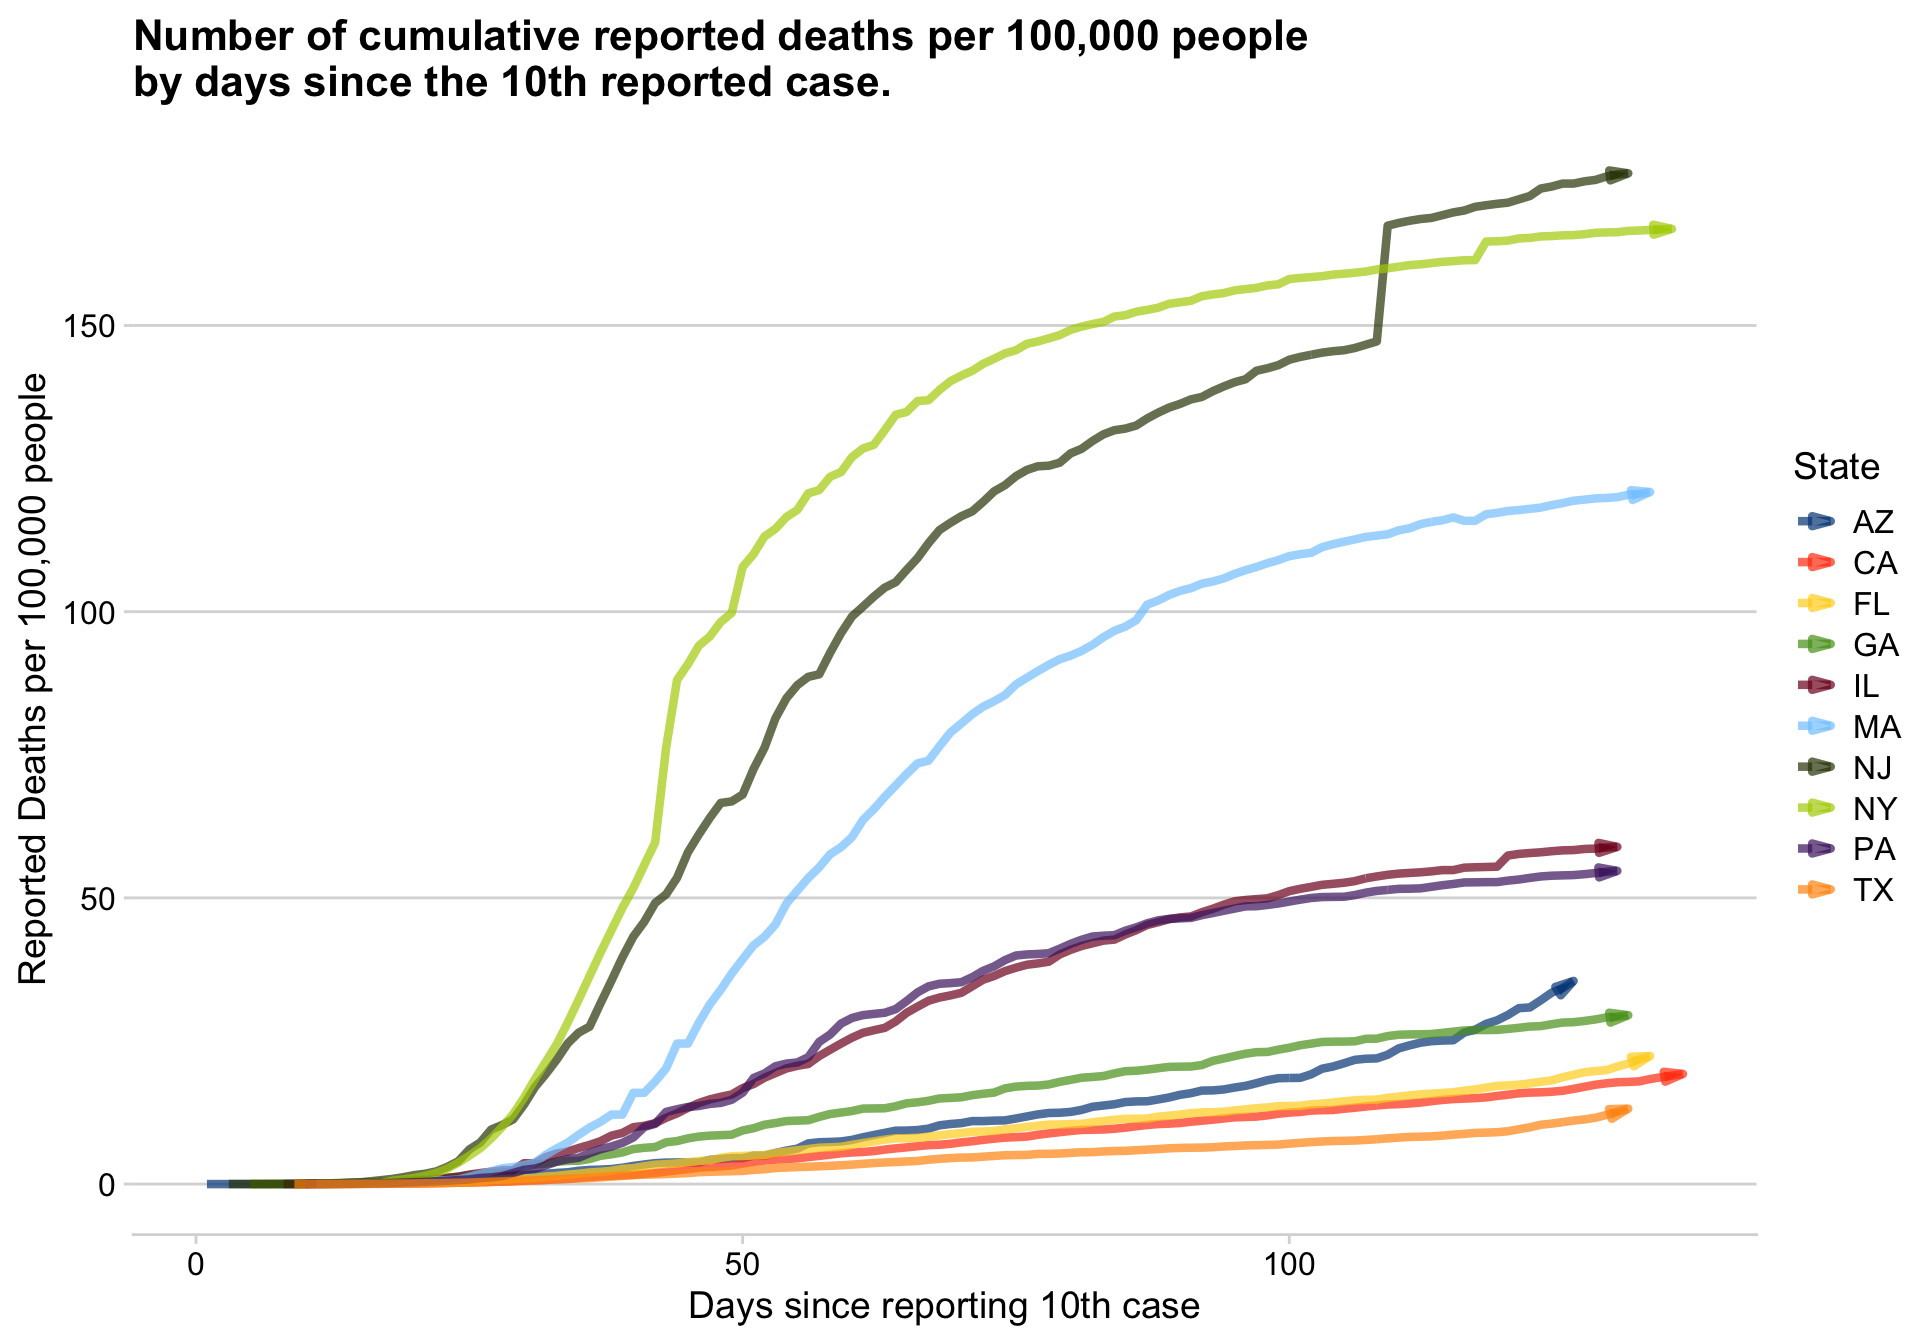 Number of cumulative reported deaths per 100,000 people
by days since the 10th reported case.
Reported Deaths per 100,000 people
150
100
50
0
0
50
100
Days since reporting 10th case
State
AZ
CA
FL
GA
IL
MA
NJ
NY
PA
TX